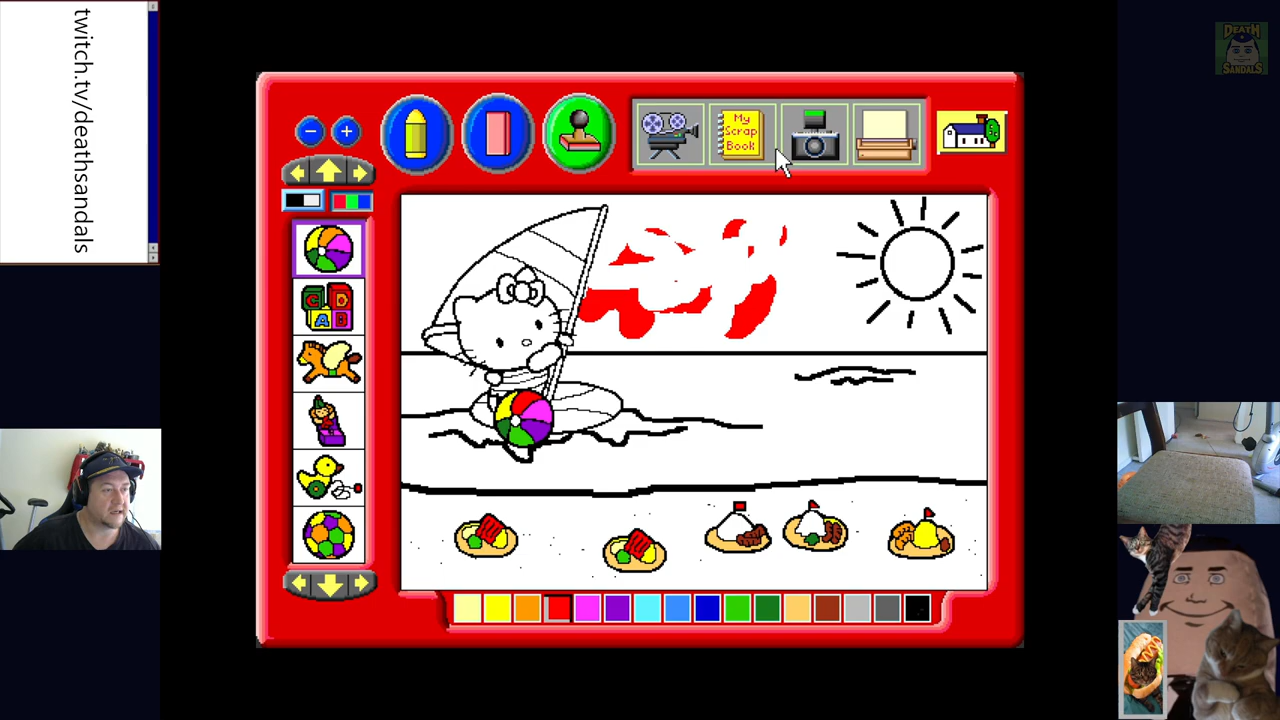 twitch.tv/deathsandals
My
Scrap
Book
DEATH
SANDALS
C D
A B